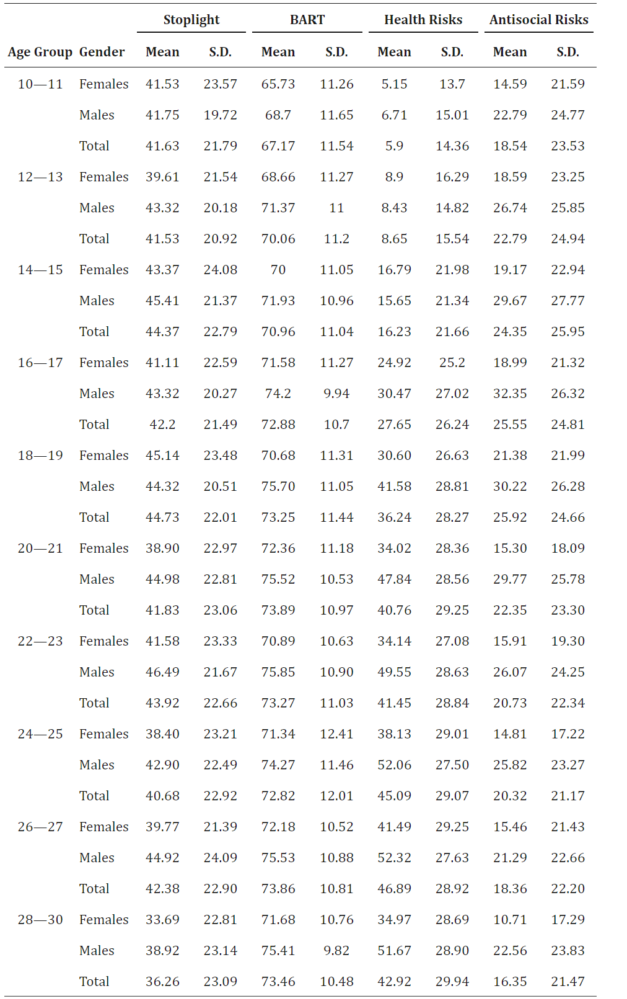 Stoplight BART Health Risks Antisocial Risks
Age Group Gender Mean S.D. Mean S.D. Mean S.D. Mean S.D.
10—11 Females 41.53 23.57 65.73 11.26 5.15 13.7 14.59 21.59
Males 41.75 19.72 68.7 11.65 6.71 15.01 22.79 24.77
Total 41.63 21.79 67.17 11.54 5.9 14.36 18.54 23.53
12—13 Females 39.61 21.54 68.66 11.27 8.9 16.29 18.59 23.25
Males 43.32 20.18 71.37 11 8.43 14.82 26.74 25.85
Total 41.53 20.92 70.06 11.2 8.65 15.54 22.79 24.94
14—15 Females 43.37 24.08 70 11.05 16.79 21.98 19.17 22.94
Males 45.41 21.37 71.93 10.96 15.65 21.34 29.67 27.77
Total 44.37 22.79 70.96 11.04 16.23 21.66 24.35 25.95
16—17 Females 41.11 22.59 71.58 11.27 24.92 25.2 18.99 21.32
Males 43.32 20.27 74.2 9.94 30.47 27.02 32.35 26.32
Total 42.2 21.49 72.88 10.7 27.65 26.24 25.55 24.81
18—19 Females 45.14 23.48 70.68 11.31 30.60 26.63 21.38 21.99
Males 44.32 20.51 75.70 11.05 41.58 28.81 30.22 26.28
Total 44.73 22.01 73.25 11.44 36.24 28.27 25.92 24.66
20—21 Females 38.90 22.97 72.36 11.18 34.02 28.36 15.30 18.09
Males 44.98 22.81 75.52 10.53 47.84 28.56 29.77 25.78
Total 41.83 23.06 73.89 10.97 40.76 29.25 22.35 23.30
22—23 Females 41.58 23.33 70.89 10.63 34.14 27.08 15.91 19.30
Males 46.49 21.67 75.85 10.90 49.55 28.63 26.07 24.25
Total 43.92 22.66 73.27 11.03 41.45 28.84 20.73 22.34
24—25 Females 38.40 23.21 71.34 12.41 38.13 29.01 14.81 17.22
Males 42.90 22.49 74.27 11.46 52.06 27.50 25.82 23.27
Total 40.68 22.92 72.82 12.01 45.09 29.07 20.32 21.17
26—27 Females 39.77 21.39 72.18 10.52 41.49 29.25 15.46 21.43
Males 44.92 24.09 75.53 10.88 52.32 27.63 21.29 22.66
Total 42.38 22.90 73.86 10.81 46.89 28.92 18.36 22.20
28—30 Females 33.69 22.81 71.68 10.76 34.97 28.69 10.71 17.29
Males 38.92 23.14 75.41 9.82 51.67 28.90 22.56 23.83
Total 36.26 23.09 73.46 10.48 42.92 29.94 16.35 21.47